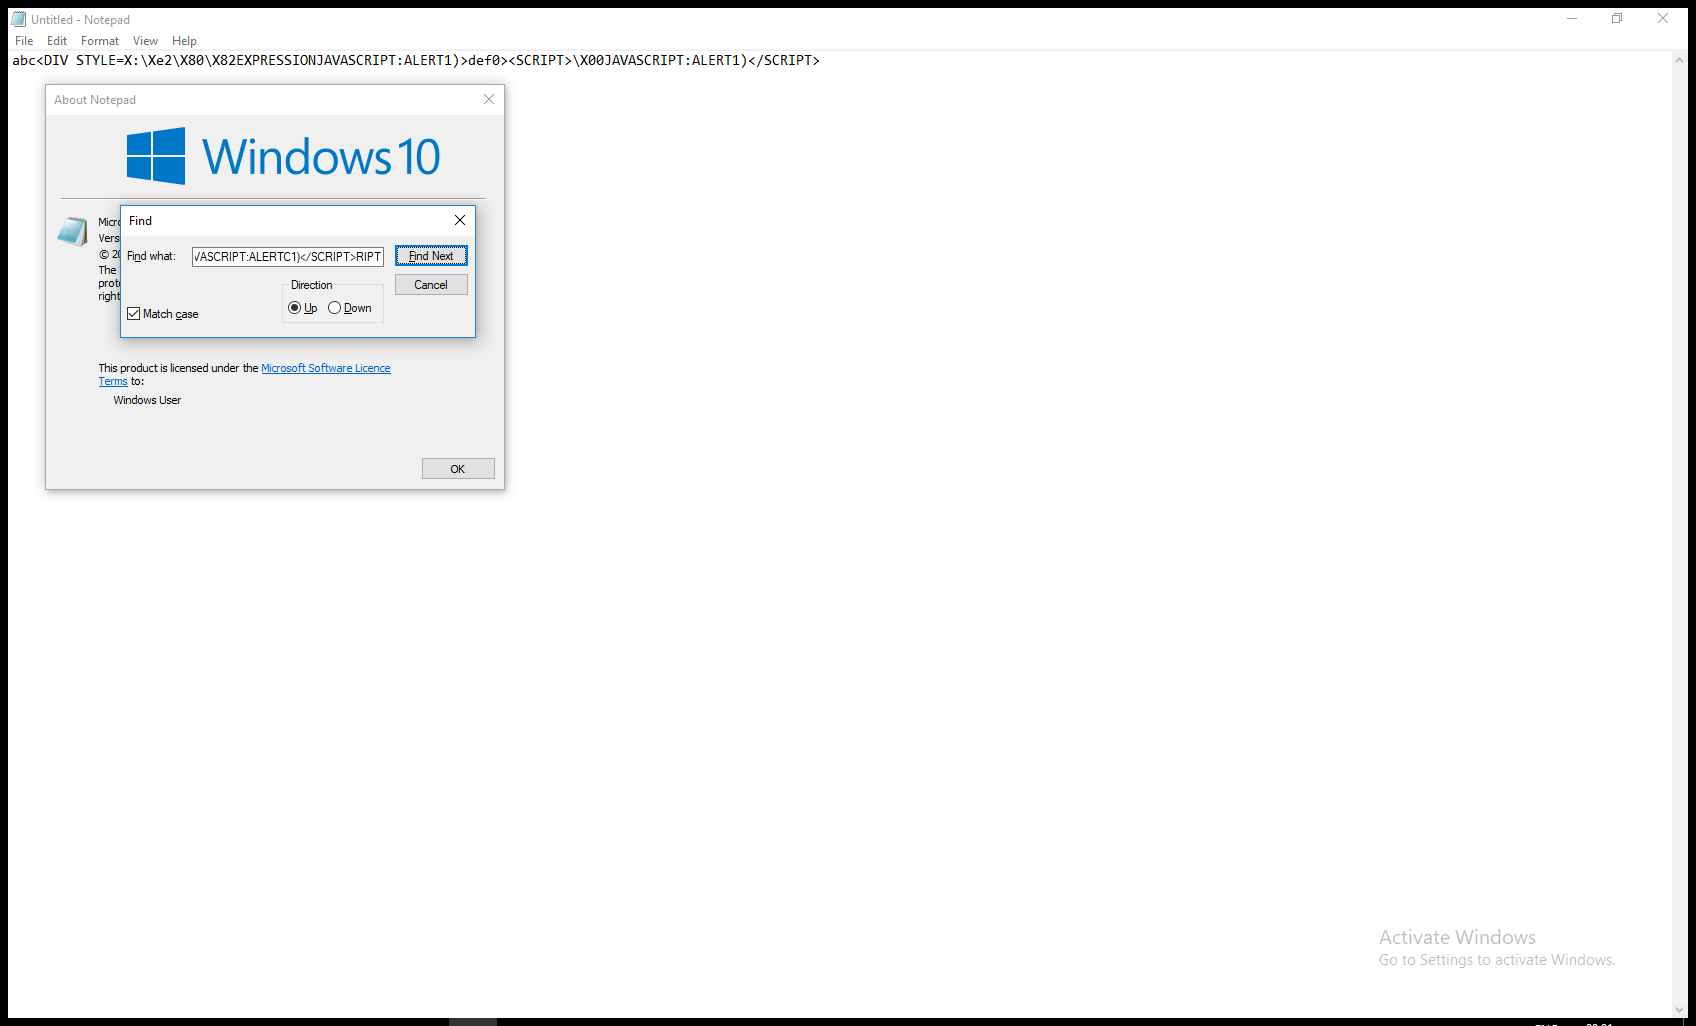 Untitled - Notepad
File Edit Format View Help
abc<DIV STYLE=X:\Xe2\X80\X82EXPRESSIONJAVASCRIPT:ALERT1)>def0><SCRIPT>\X00JAVASCRIPT:ALERT1)</SCRIPT>
About Notepad
Windows 10
Find
Micro
Vers
Find what: VASCRIPT:ALERTC1)</SCRIPT>RIPT Find Next
© 20
The
prote
right
Direction Cancel
Up Down
Match case
This product is licensed under the Microsoft Software Licence
Terms to:
Windows User
OK
Activate Windows
Go to Settings to activate Windows.